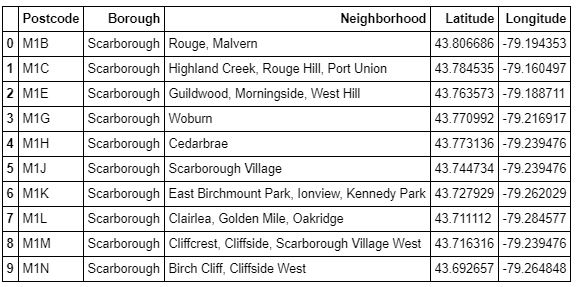 Postcode Borough Neighborhood Latitude Longitude
0 M1B Scarborough Rouge, Malvern 43.806686 -79.194353
1 M1C Scarborough Highland Creek, Rouge Hill, Port Union 43.784535 -79.160497
2 M1E Scarborough Guildwood, Morningside, West Hill 43.763573 -79.188711
3 M1G Scarborough Woburn 43.770992 -79.216917
4 M1H Scarborough Cedarbrae 43.773136 -79.239476
5 M1J Scarborough Scarborough Village 43.744734 -79.239476
6 M1K Scarborough East Birchmount Park, Ionview, Kennedy Park 43.727929 -79.262029
7 M1L Scarborough Clairlea, Golden Mile, Oakridge 43.711112 -79.284577
8 M1M Scarborough Cliffcrest, Cliffside, Scarborough Village West 43.716316 -79.239476
9 M1N Scarborough Birch Cliff, Cliffside West 43.692657 -79.264848